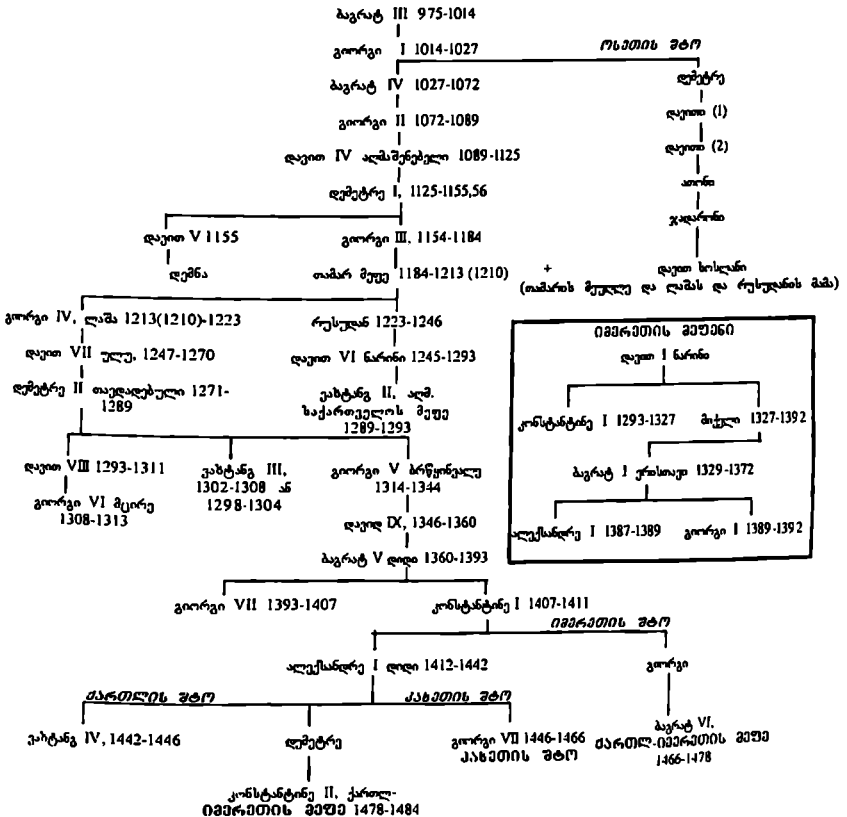 ბაგრატ III 975-1014
გიორგი I 1014-1027
ოსეთის შტო
ბაგრატ IV 1027-1072
დემეტრე
გიორგი II 1072-1089
დავითი (1)
დავით IV აღმაშენებელი 1089-1125
დავითი (2)
დემეტრე I, 1125-1155,56
ათონი
ჯადარონი
დავით V 1155
გიორგი III, 1154-1184
დემნა
თამარ მეფე 1184-1213 (1210)
+
დავით სოსლანი
(თამარის მეუღლე და ლაშას და რუსუდანის მამა)
გიორგი IV, ლაშა 1213(1210)-1223
რუსუდან 1223-1246
დავით VII ულუ, 1247-1270
დავით VI ნარინი 1245-1293
დემეტრე II თავდადებული 1271-
1289
ვახტანგ II, აღმ.
საქართველოს მეფე
1289-1293
იმერეთის მეფენი
დავით I ნარინი
კონსტანტინე I 1293-1327
მიქელი 1327-1392
ბაგრატ I ერისთავი 1329-1372
ალექსანდრე I 1387-1389
გიორგი I 1389-1392
დავით VIII 1293-1311
ვახტანგ III,
1302-1308 ან
1298-1304
გიორგი V ბრწყინვალე
1314-1344
გიორგი VI მცირე
1308-1313
დავიდ IX, 1346-1360
ბაგრატ V დიდი 1360-1393
გიორგი VII 1393-1407
კონსტანტინე I 1407-1411
იმერეთის შტო
ალექსანდრე I დიდი 1412-1442
გიორგი
ქართლის შტო
კახეთის შტო
ვახტანგ IV, 1442-1446
დემეტრე
გიორგი VII 1446-1466
კახეთის შტო
ბაგრატ VI,
ქართლ-იმერეთის მეფე
1466-1478
კონსტანტინე II, ქართლ-
იმერეთის მეფე 1478-1484